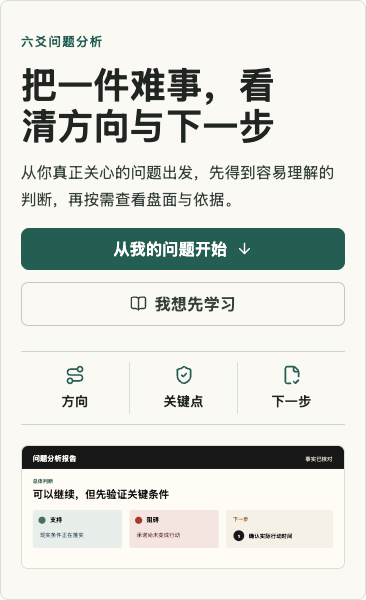 六爻问题分析
把一件难事，看
清方向与下一步
从你真正关心的问题出发，先得到容易理解的
判断，再按需查看盘面与依据。
从我的问题开始 ↓
我想先学习
方向
关键点
下一步
问题分析报告
事实已核对
总体判断
可以继续，但先验证关键条件
支持
现实条件正在落实
阻碍
承诺尚未变成行动
下一步
1 确认实际行动时间